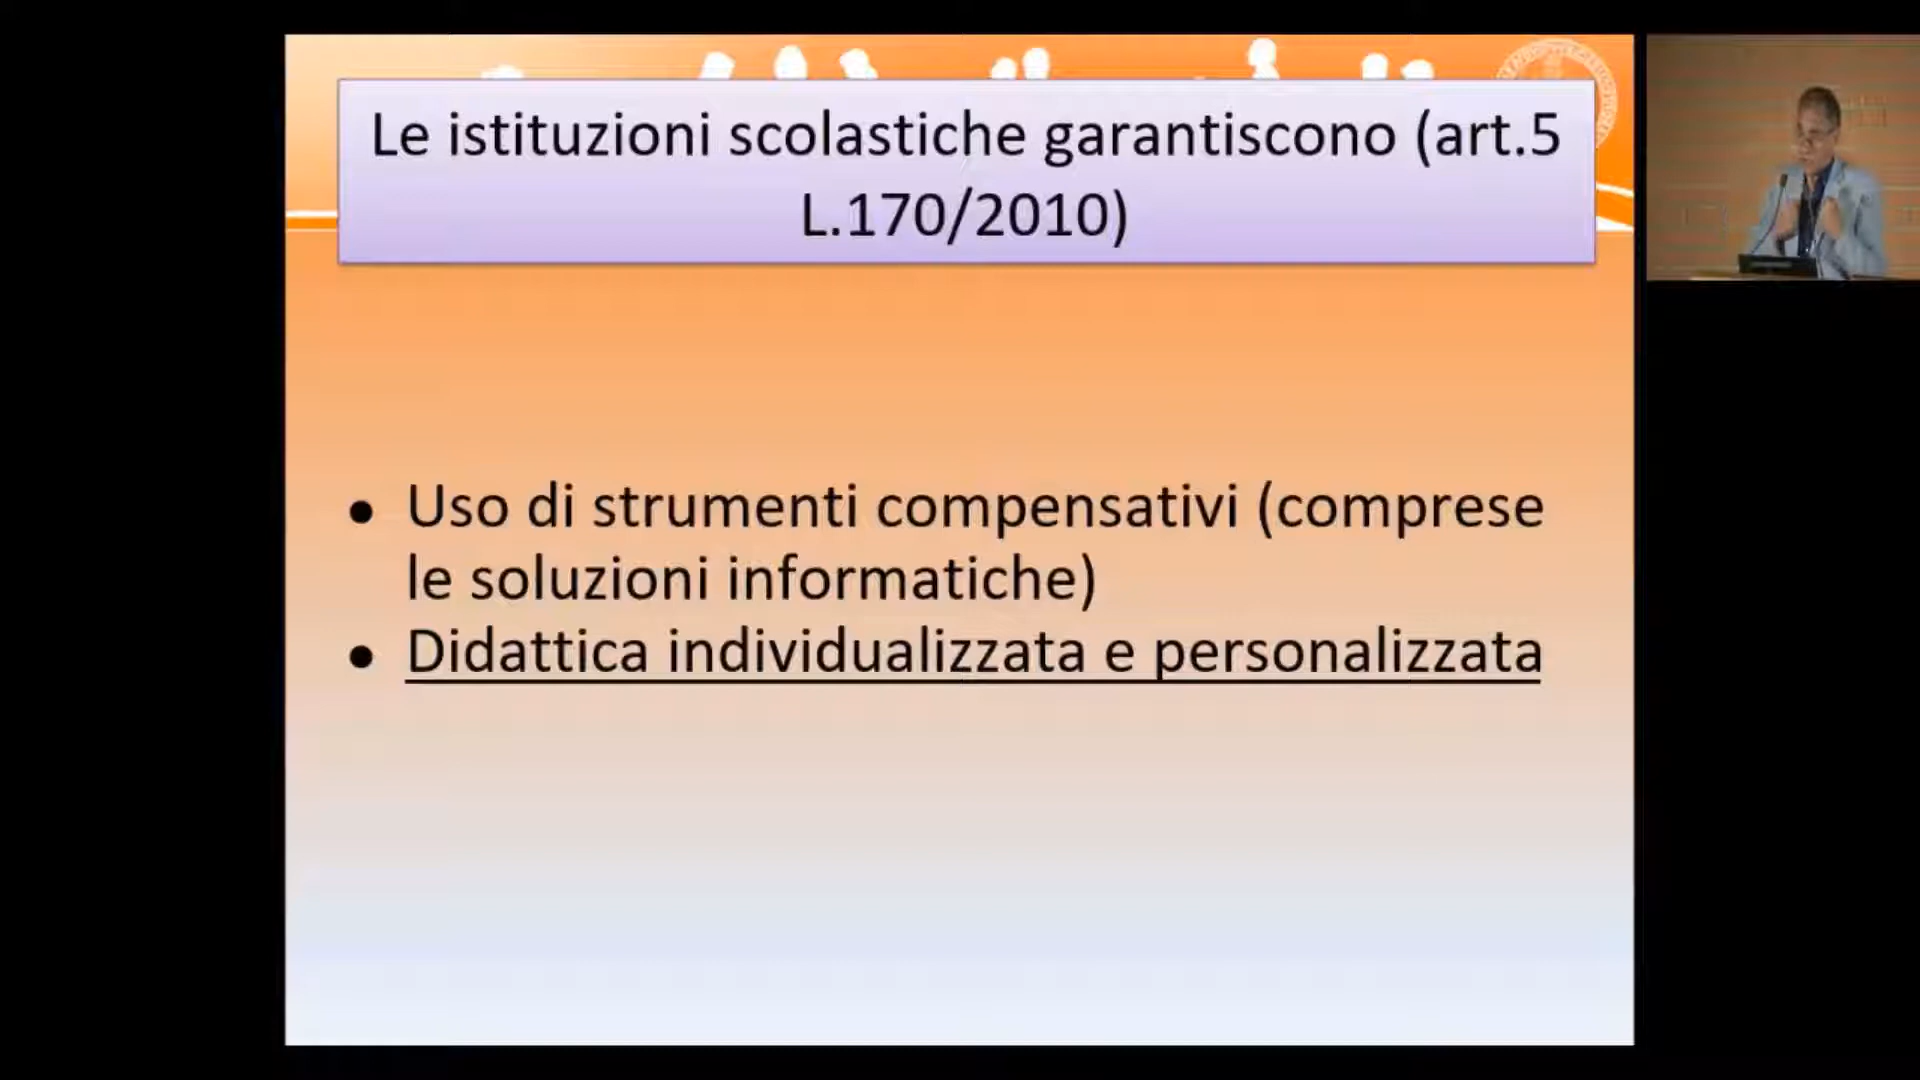 Le istituzioni scolastiche garantiscono (art.5
L.170/2010)
• Uso di strumenti compensativi (comprese
le soluzioni informatiche)
• Didattica individualizzata e personalizzata